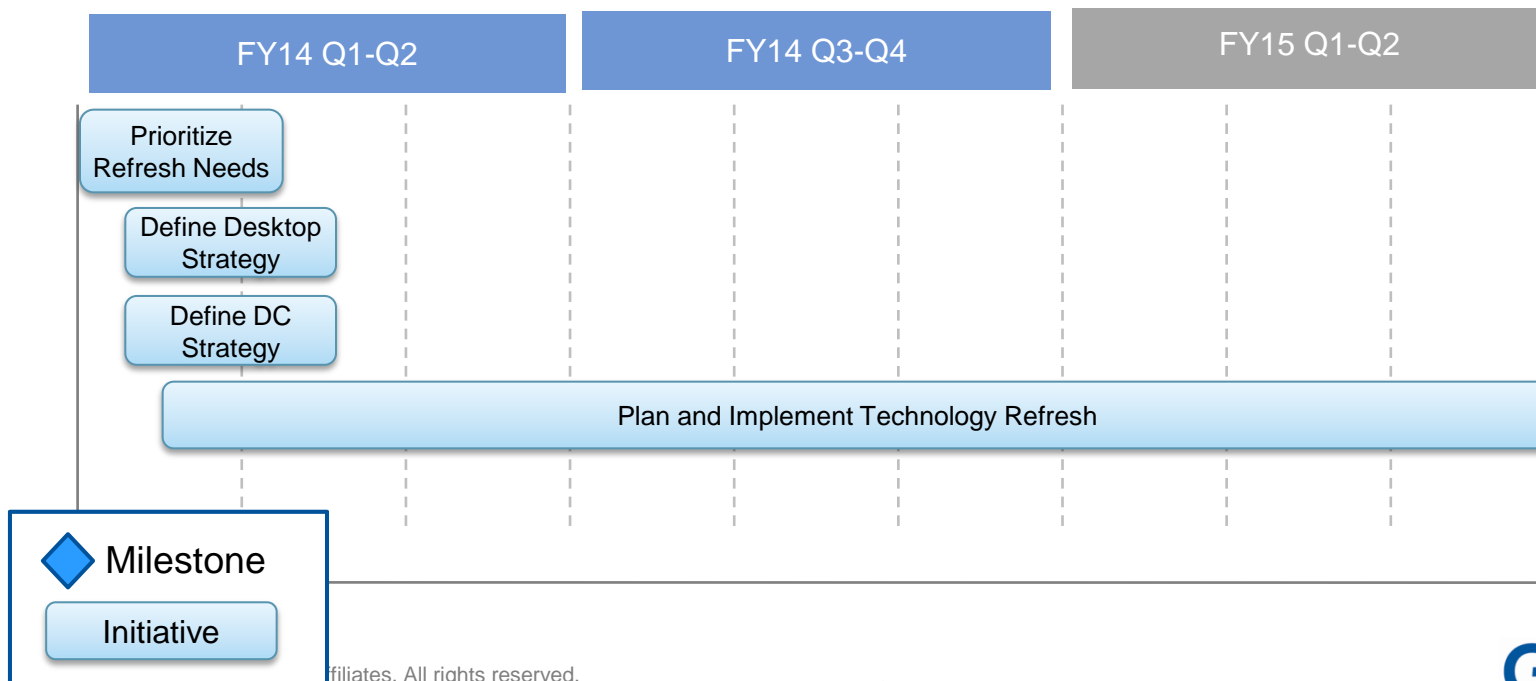 FY14 Q1-Q2
FY14 Q3-Q4
FY15 Q1-Q2
Prioritize
Refresh Needs
Define Desktop
Strategy
Define DC
Strategy
Plan and Implement Technology Refresh
Milestone
Initiative
ffiliates. All rights reserved.
G